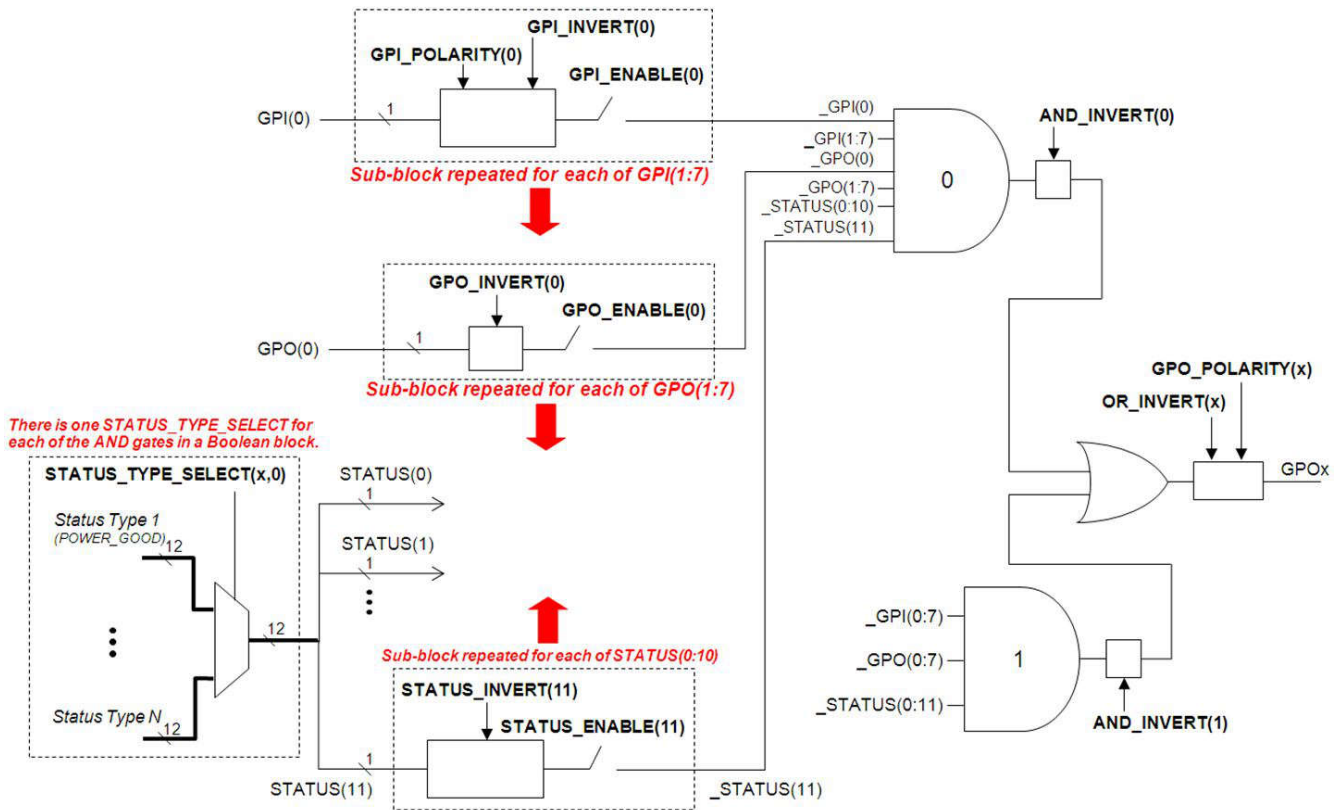 GPI_INVERT(0)
GPI_POLARITY(0)
GPI_ENABLE(0)
GPI(0)
1
_GPI(0)
_GPI(1:7)
_GPO(0)
_GPO(1:7)
_STATUS(0:10)
_STATUS(11)
0
AND_INVERT(0)
Sub-block repeated for each of GPI(1:7)
GPO_INVERT(0)
GPO_ENABLE(0)
GPO(0)
1
Sub-block repeated for each of GPO(1:7)
GPO_POLARITY(x)
OR_INVERT(x)
GPOx
There is one STATUS_TYPE_SELECT for
each of the AND gates in a Boolean block.
STATUS_TYPE_SELECT(x,0)
Status Type 1
(POWER_GOOD)
12
12
Status Type N
12
STATUS(0)
1
STATUS(1)
1
Sub-block repeated for each of STATUS(0:10)
STATUS_INVERT(11)
STATUS_ENABLE(11)
1
STATUS(11)
_STATUS(11)
_GPI(0:7)
_GPO(0:7)
_STATUS(0:11)
1
AND_INVERT(1)